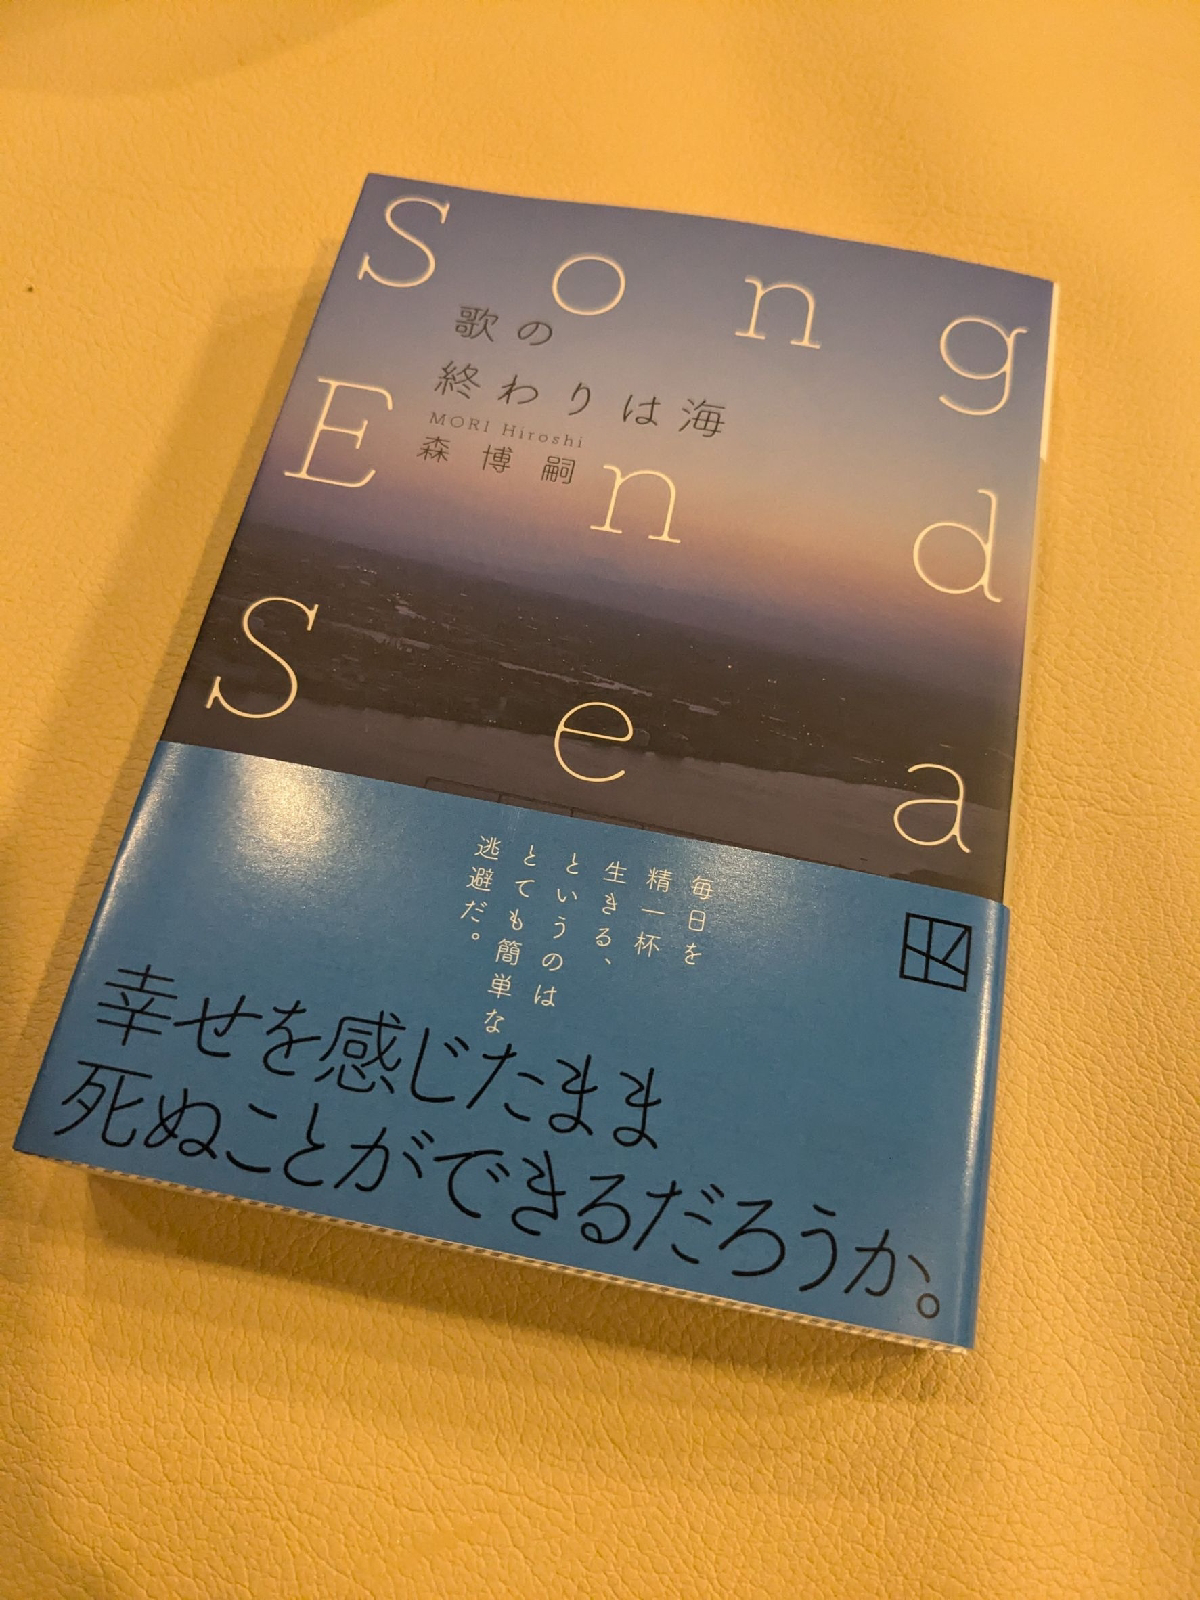 Song
歌の
終わりは海
MORI Hiroshi
森博嗣
End
Sea
毎日を
精一杯
生きる、
というのは
とても簡単な
逃避だ。
幸せを感じたまま
死ぬことができるだろうか。